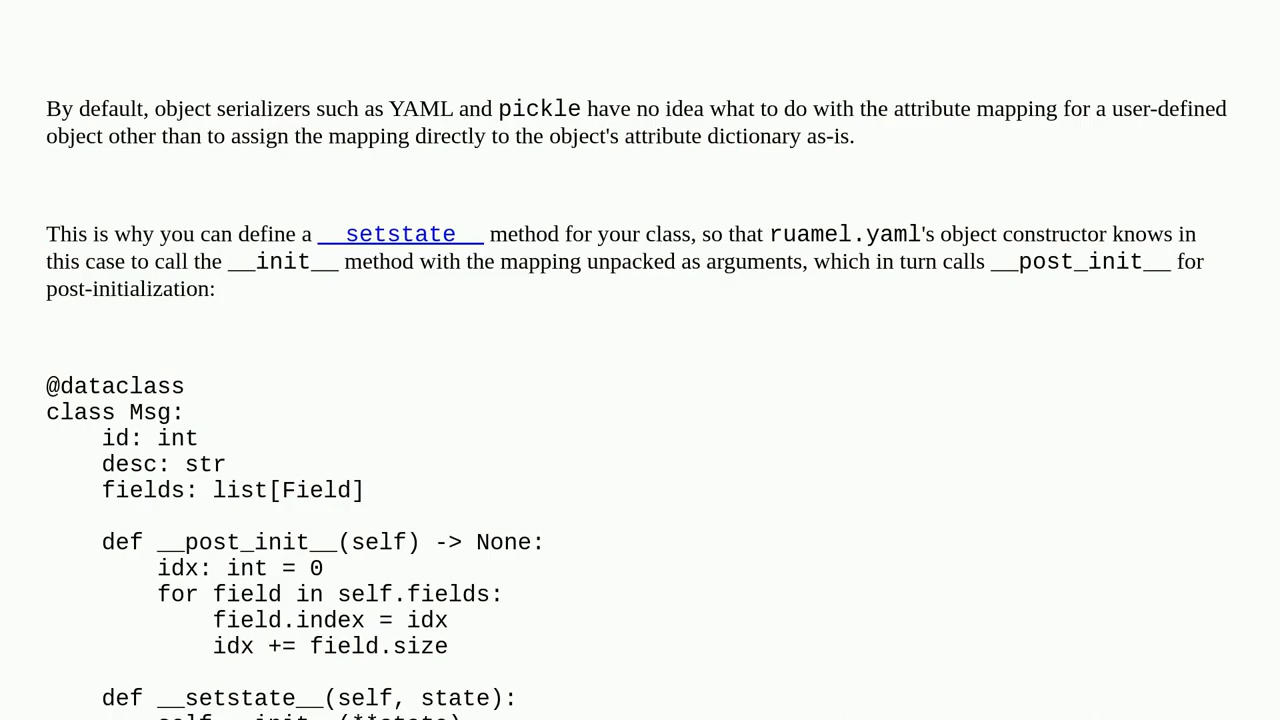 By default, object serializers such as YAML and pickle have no idea what to do with the attribute mapping for a user-defined
object other than to assign the mapping directly to the object's attribute dictionary as-is.
This is why you can define a __setstate__ method for your class, so that ruamel.yaml's object constructor knows in
this case to call the __init__ method with the mapping unpacked as arguments, which in turn calls __post_init__ for
post-initialization:
@dataclass
class Msg:
    id: int
    desc: str
    fields: list[Field]
    def __post_init__(self) -> None:
        idx: int = 0
        for field in self.fields:
            field.index = idx
            idx += field.size
    def __setstate__(self, state):
        self.__init__(**state)